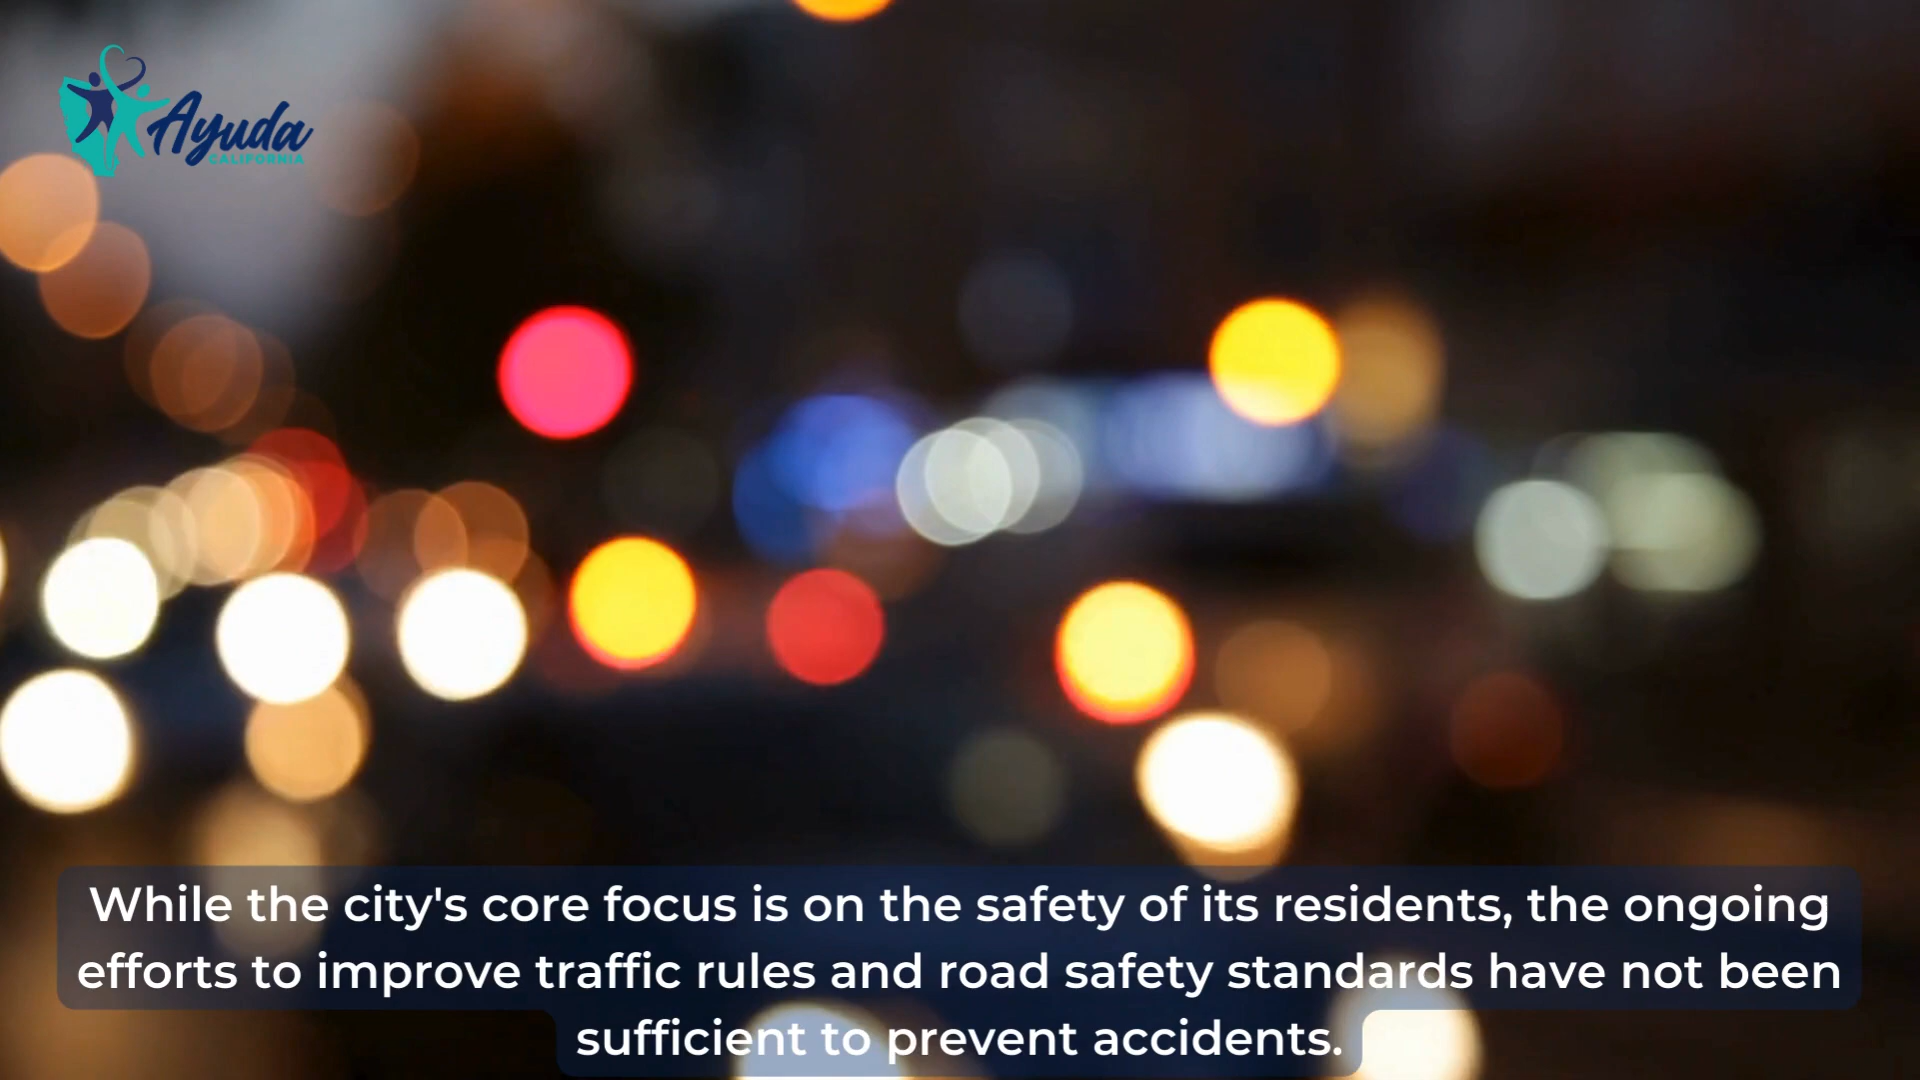 Ayuda
CALIFORNIA
While the city's core focus is on the safety of its residents, the ongoing
efforts to improve traffic rules and road safety standards have not been
sufficient to prevent accidents.